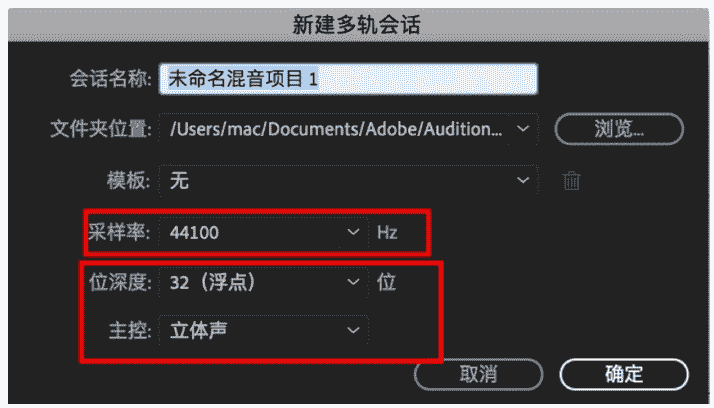 新建多轨会话
会话名称: 未命名混音项目 1
文件夹位置: /Users/mac/Documents/Adobe/Audition... 浏览...
模板: 无
采样率: 44100 Hz
位深度: 32（浮点） 位
主控: 立体声
取消 确定